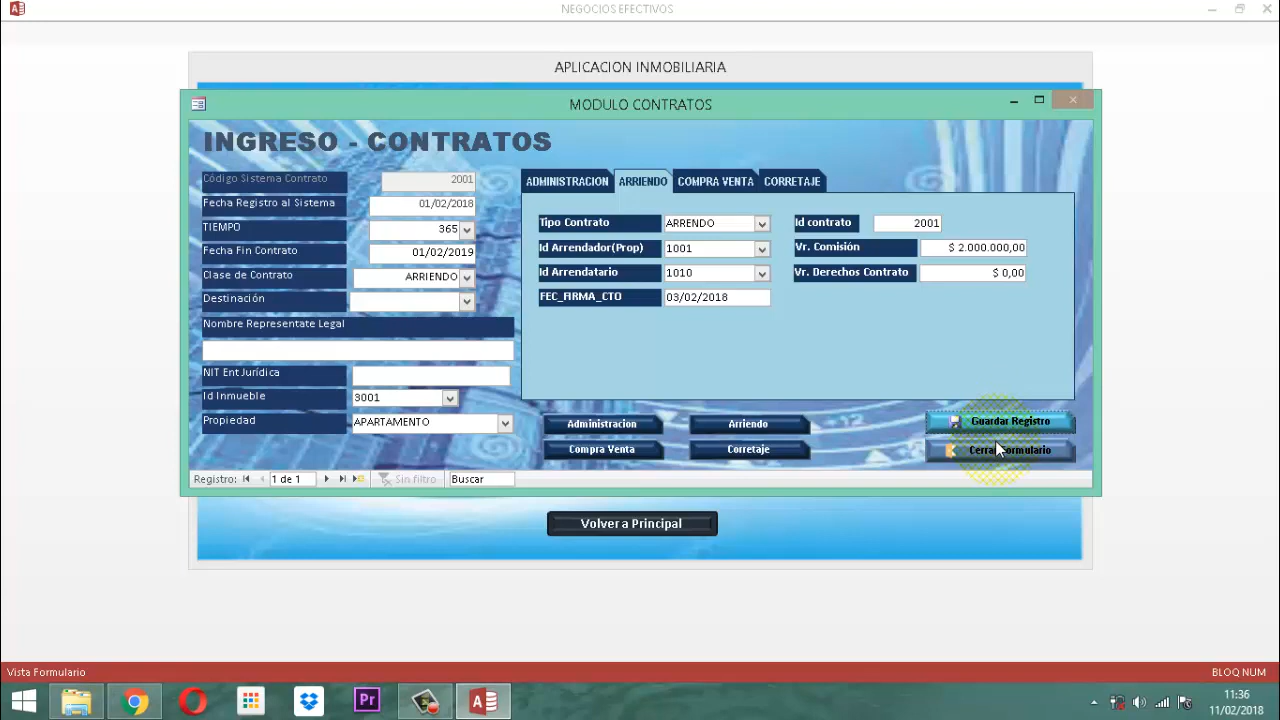 NEGOCIOS EFECTIVOS
APLICACION INMOBILIARIA
MODULO CONTRATOS
INGRESO - CONTRATOS
Código Sistema Contrato 2001
Fecha Registro al Sistema 01/02/2018
TIEMPO 365
Fecha Fin Contrato 01/02/2019
Clase de Contrato ARRIENDO
Destinación
Nombre Represetate Legal
NIT Ent Jurídica
Id Inmueble 3001
Propiedad APARTAMENTO
ADMINISTRACION ARRIENDO COMPRA VENTA CORRETAJE
Tipo Contrato ARRENDO Id contrato 2001
Id Arrendador(Prop) 1001 Vr. Comisión $ 2.000.000,00
Id Arrendatario 1010 Vr. Derechos Contrato $ 0,00
FEC_FIRMA_CTO 03/02/2018
Administracion Arriendo Guardar Registro
Compra Venta Corretaje Cerrar Formulario
Registro: 1 de 1 Sin filtro Buscar
Volver a Principal
Vista Formulario BLOQ NUM
Pr
11:36
11/02/2018